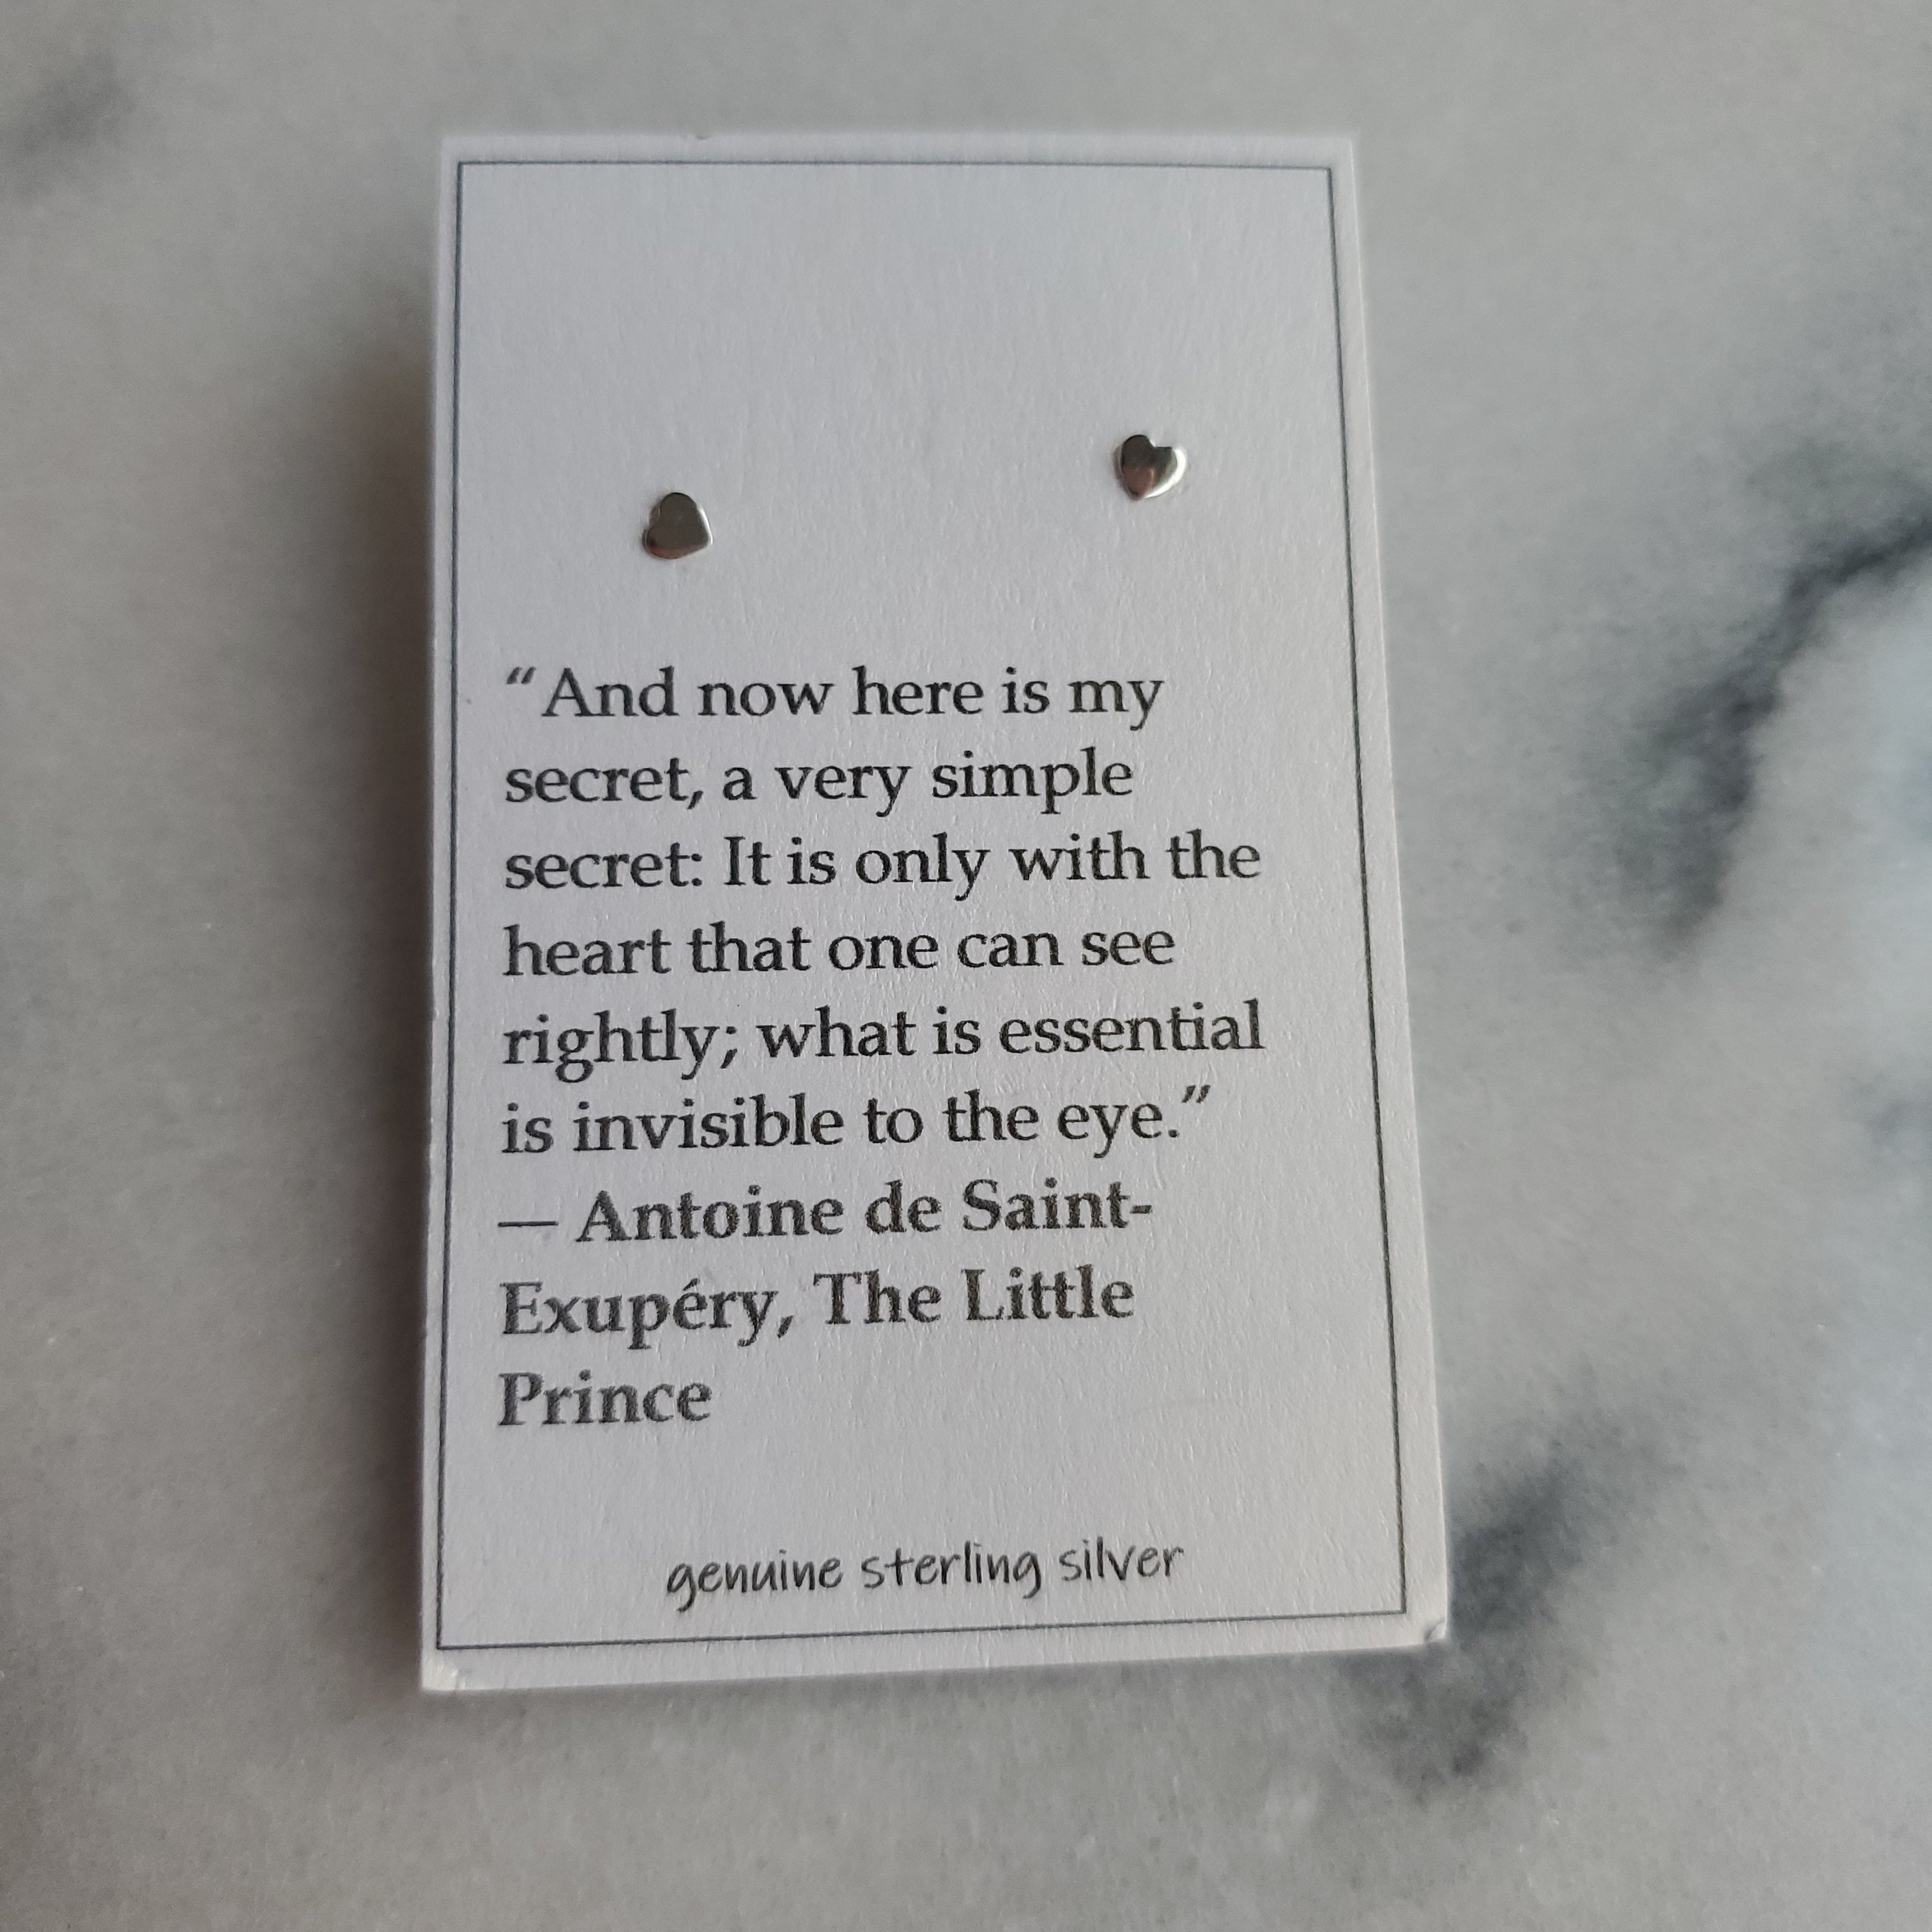 “And now here is my
secret, a very simple
secret: It is only with the
heart that one can see
rightly; what is essential
is invisible to the eye.”
— Antoine de Saint-
Exupéry, The Little
Prince
genuine sterling silver